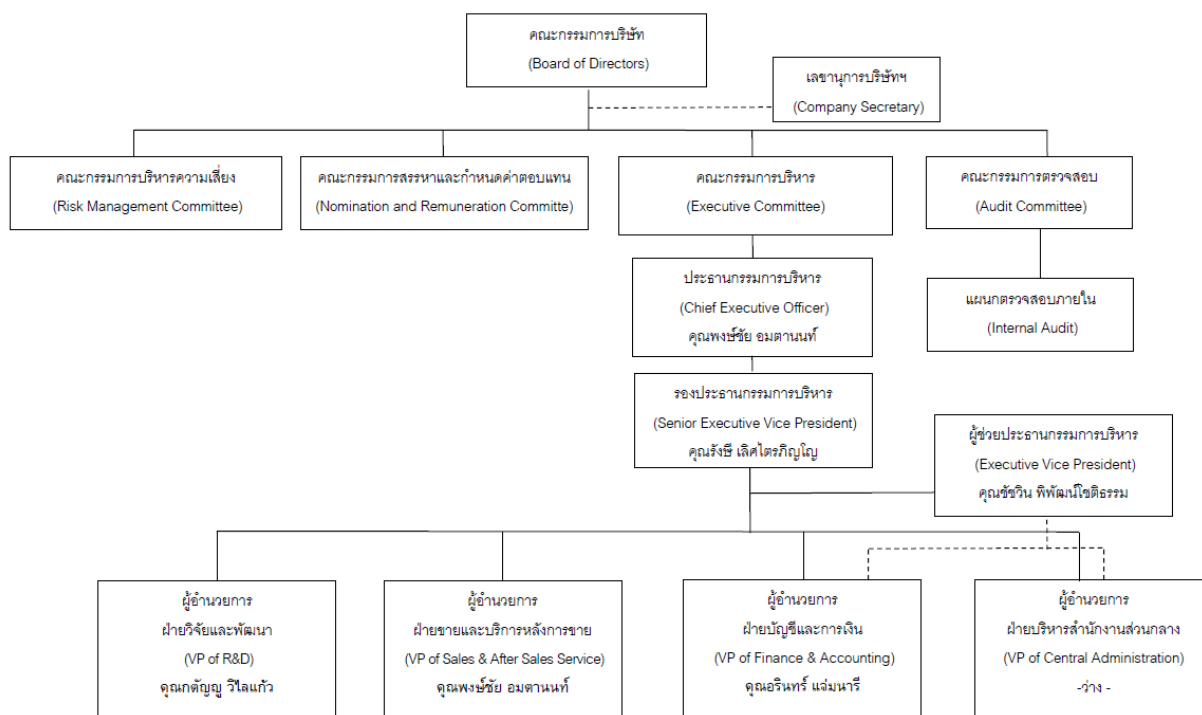 คณะกรรมการบริษัท
(Board of Directors)
เลขานุการบริษัทฯ
(Company Secretary)
คณะกรรมการบริหารความเสี่ยง
(Risk Management Committee)
คณะกรรมการสรรหาและกำหนดค่าตอบแทน
(Nomination and Remuneration Committe)
คณะกรรมการบริหาร
(Executive Committee)
คณะกรรมการตรวจสอบ
(Audit Committee)
ประธานกรรมการบริหาร
(Chief Executive Officer)
คุณพงษ์ชัย อมตานนท์
แผนกตรวจสอบภายใน
(Internal Audit)
รองประธานกรรมการบริหาร
(Senior Executive Vice President)
คุณรังษี เลิศไตรภิญโญ
ผู้ช่วยประธานกรรมการบริหาร
(Executive Vice President)
คุณชัชวิน พิพัฒน์โชติธรรม
ผู้อำนวยการ
ฝ่ายวิจัยและพัฒนา
(VP of R&D)
คุณกตัญญู วิไลแก้ว
ผู้อำนวยการ
ฝ่ายขายและบริการหลังการขาย
(VP of Sales & After Sales Service)
คุณพงษ์ชัย อมตานนท์
ผู้อำนวยการ
ฝ่ายบัญชีและการเงิน
(VP of Finance & Accounting)
คุณอรินทร์ แจ่มนารี
ผู้อำนวยการ
ฝ่ายบริหารสำนักงานส่วนกลาง
(VP of Central Administration)
-ว่าง -